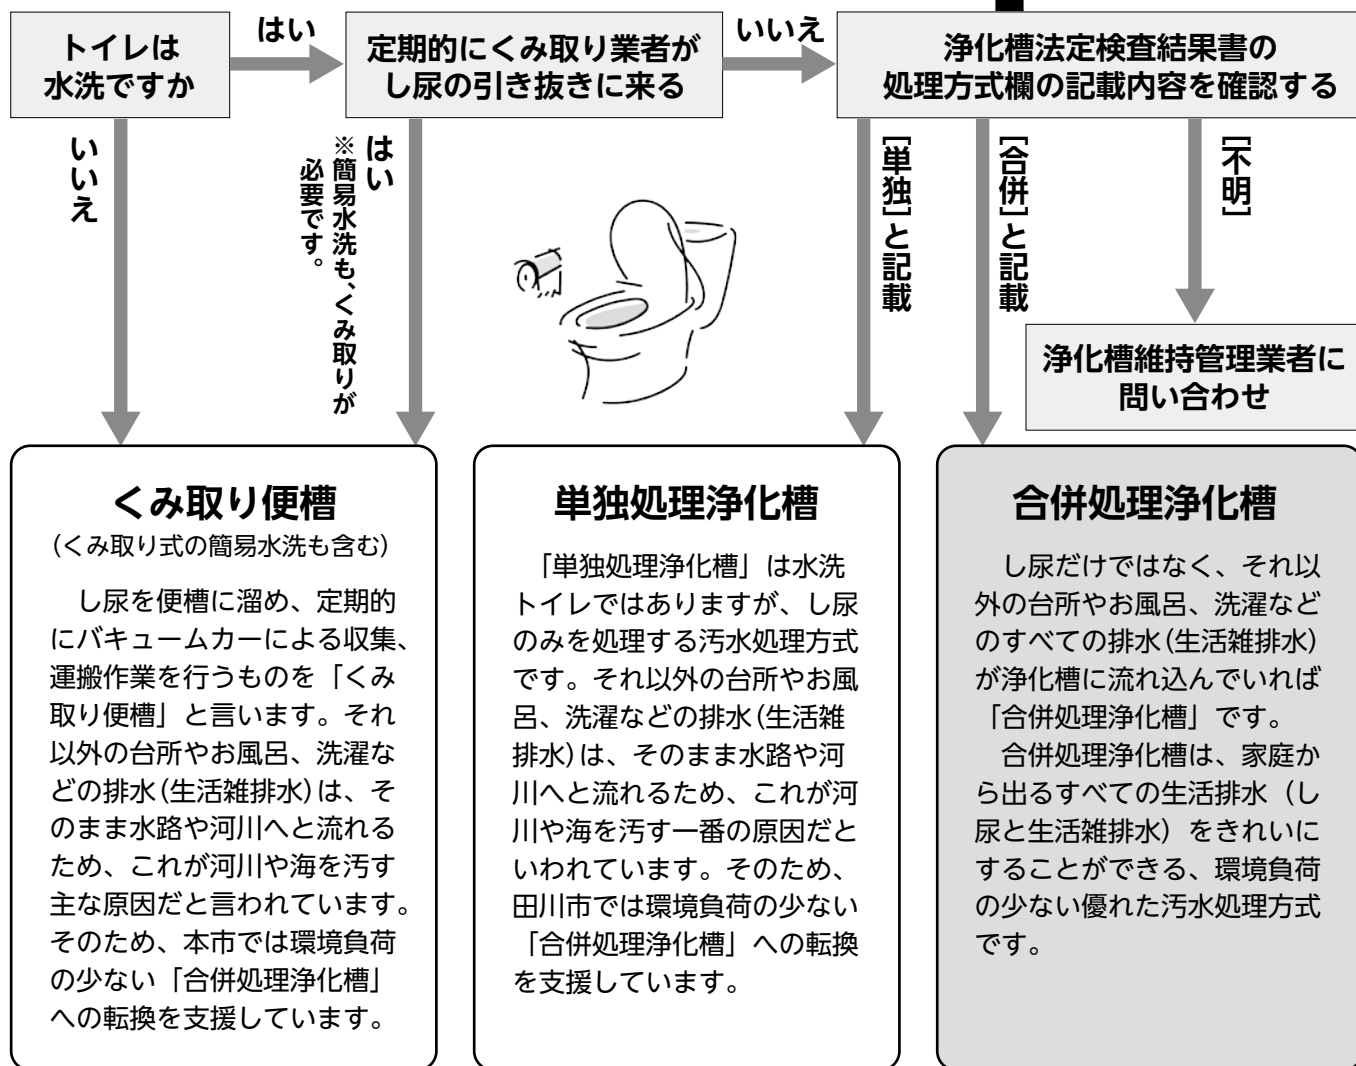 トイレは
水洗ですか
はい
定期的にくみ取り業者が
し尿の引き抜きに来る
いいえ
浄化槽法定検査結果書の
処理方式欄の記載内容を確認する
いいえ
はい
※簡易水洗も、くみ取りが
必要です。
[単独]と記載
[合併]と記載
[不明]
浄化槽維持管理業者に
問い合わせ
くみ取り便槽
(くみ取り式の簡易水洗も含む)
し尿を便槽に溜め、定期的
にバキュームカーによる収集、
運搬作業を行うものを「くみ
取り便槽」と言います。それ
以外の台所やお風呂、洗濯な
どの排水(生活雑排水)は、そ
のまま水路や河川へと流れる
ため、これが河川や海を汚す
主な原因だと言われています。
そのため、本市では環境負荷
の少ない「合併処理浄化槽」
への転換を支援しています。
単独処理浄化槽
「単独処理浄化槽」は水洗
トイレではありますが、し尿
のみを処理する汚水処理方式
です。それ以外の台所やお風
呂、洗濯などの排水(生活雑
排水)は、そのまま水路や河
川へと流れるため、これが河
川や海を汚す一番の原因だと
いわれています。そのため、
田川市では環境負荷の少ない
「合併処理浄化槽」への転換
を支援しています。
合併処理浄化槽
し尿だけではなく、それ以
外の台所やお風呂、洗濯など
のすべての排水(生活雑排水)
が浄化槽に流れ込んでいれば
「合併処理浄化槽」です。
合併処理浄化槽は、家庭か
ら出るすべての生活排水（し
尿と生活雑排水）をきれいに
することができる、環境負荷
の少ない優れた汚水処理方式
です。